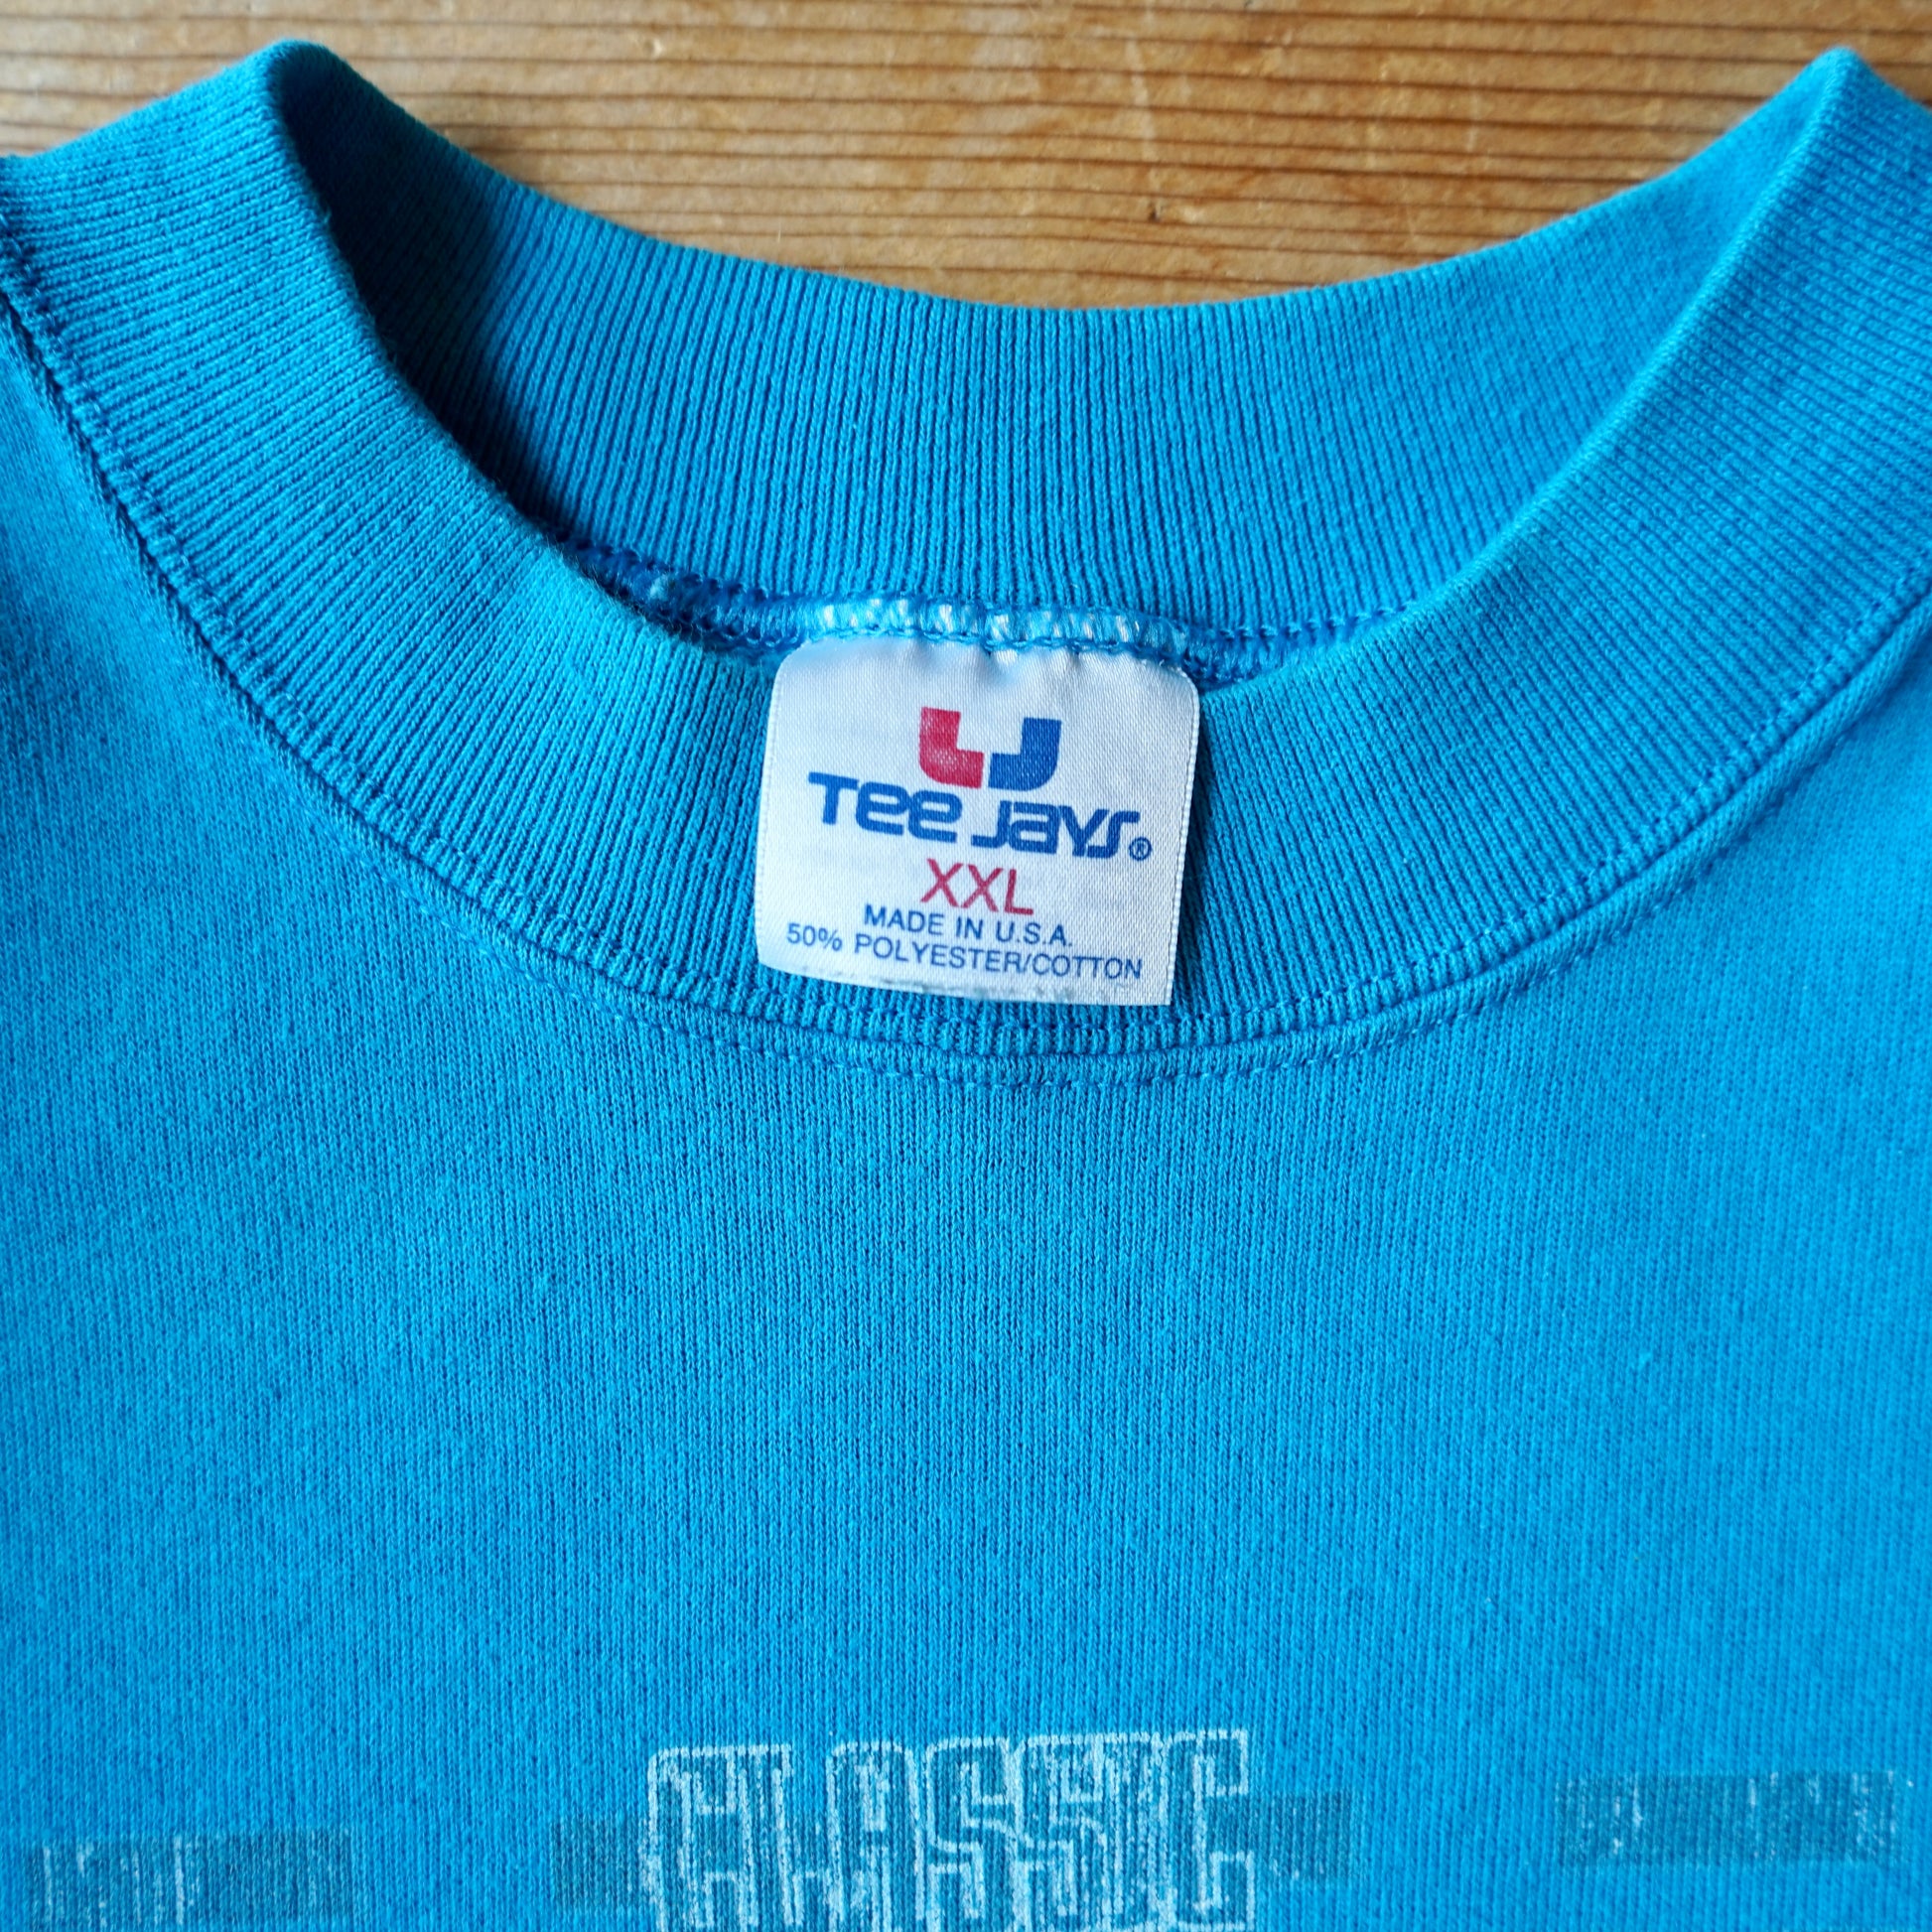 Tee Jays®
XXL
MADE IN U.S.A.
50% POLYESTER/COTTON
CLASSIC